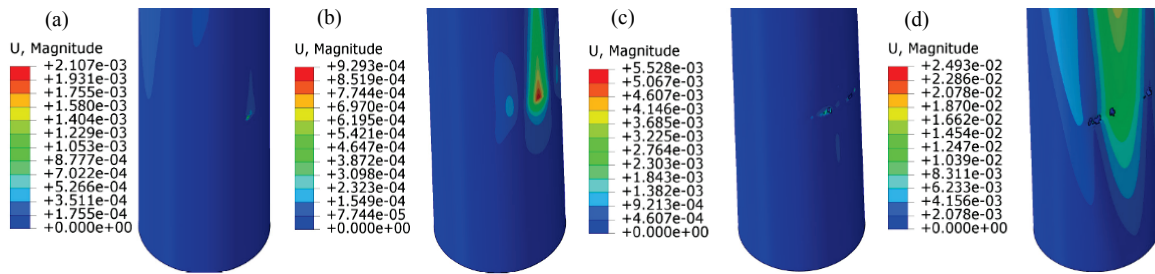 (a)
U, Magnitude
+2.107e-03
+1.931e-03
+1.755e-03
+1.580e-03
+1.404e-03
+1.229e-03
+1.053e-03
+8.777e-04
+7.022e-04
+5.266e-04
+3.511e-04
+1.755e-04
+0.000e+00
(b)
U, Magnitude
+9.293e-04
+8.519e-04
+7.744e-04
+6.970e-04
+6.195e-04
+5.421e-04
+4.647e-04
+3.872e-04
+3.098e-04
+2.323e-04
+1.549e-04
+7.744e-05
+0.000e+00
(c)
U, Magnitude
+5.528e-03
+5.067e-03
+4.607e-03
+4.146e-03
+3.685e-03
+3.225e-03
+2.764e-03
+2.303e-03
+1.843e-03
+1.382e-03
+9.213e-04
+4.607e-04
+0.000e+00
(d)
U, Magnitude
+2.493e-02
+2.286e-02
+2.078e-02
+1.870e-02
+1.662e-02
+1.454e-02
+1.247e-02
+1.039e-02
+8.311e-03
+6.233e-03
+4.156e-03
+2.078e-03
+0.000e+00